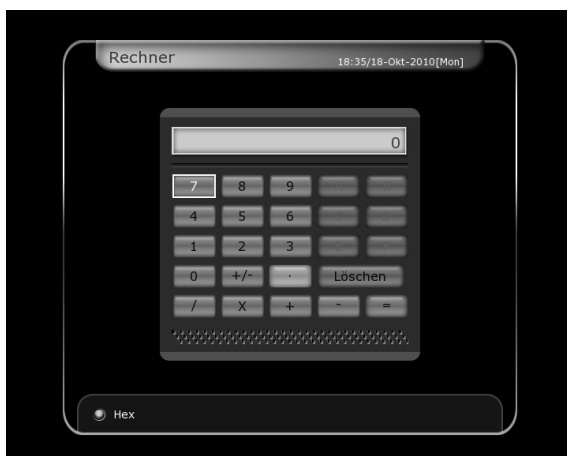 Rechner 18:35/18-Okt-2010[Mon]
0
7 8 9
4 5 6
1 2 3
0 +/- . Löschen
/ X + - =
Hex